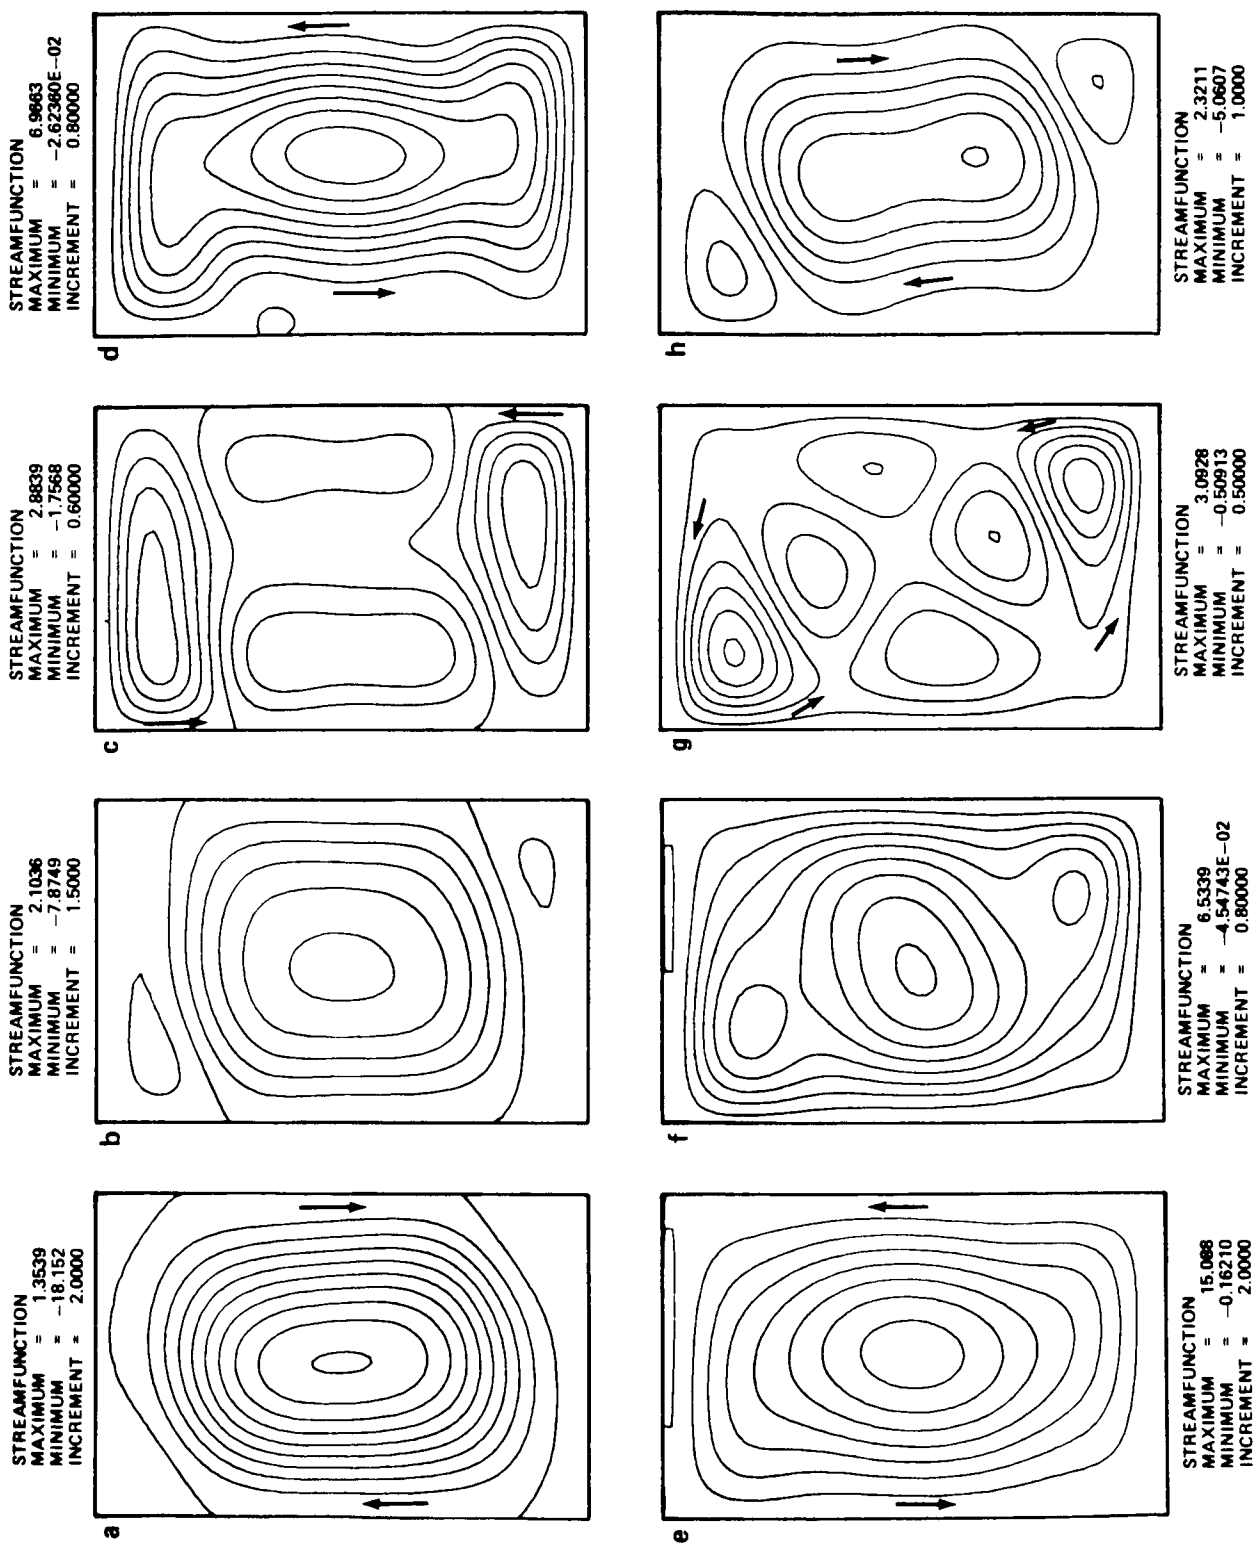 a
STREAMFUNCTION
MAXIMUM = 1.3539
MINIMUM = −18.152
INCREMENT = 2.0000
b
STREAMFUNCTION
MAXIMUM = 2.1036
MINIMUM = −7.8749
INCREMENT = 1.5000
c
STREAMFUNCTION
MAXIMUM = 2.8839
MINIMUM = −1.7568
INCREMENT = 0.60000
d
STREAMFUNCTION
MAXIMUM = 6.9663
MINIMUM = −2.62360E−02
INCREMENT = 0.80000
e
STREAMFUNCTION
MAXIMUM = 15.088
MINIMUM = −0.16210
INCREMENT = 2.0000
f
STREAMFUNCTION
MAXIMUM = 6.5339
MINIMUM = −4.54743E−02
INCREMENT = 0.80000
g
STREAMFUNCTION
MAXIMUM = 3.0928
MINIMUM = −0.50913
INCREMENT = 0.50000
h
STREAMFUNCTION
MAXIMUM = 2.3211
MINIMUM = −5.0607
INCREMENT = 1.0000